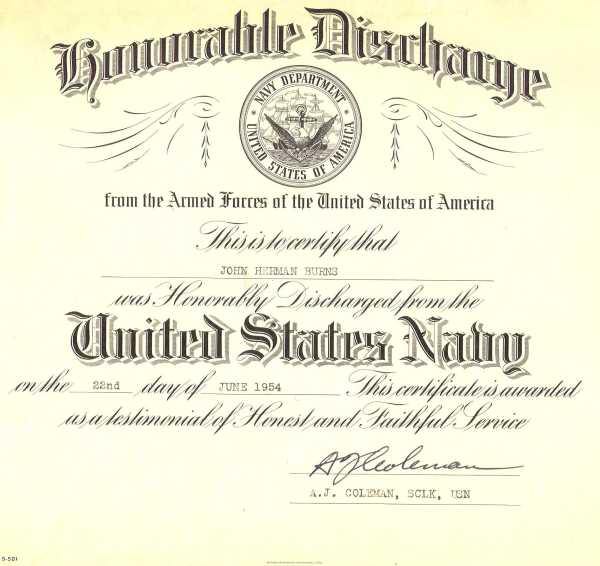 Honorable Discharge
NAVY DEPARTMENT
UNITED STATES OF AMERICA
from the Armed Forces of the United States of America
This is to certify that
JOHN HERMAN BURNS
was Honorably Discharged from the
United States Navy
on the 22nd day of JUNE 1954 This certificate is awarded
as a testimonial of Honest and Faithful Service
A J Coleman
A.J. COLEMAN, SCLK, USN
S-501